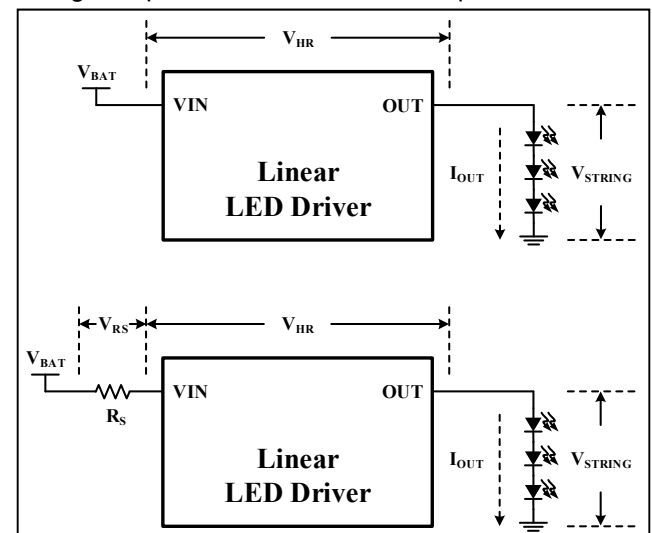 V_HR
V_BAT
VIN OUT
Linear
LED Driver
I_OUT
V_STRING
V_RS V_HR
V_BAT
R_S
VIN OUT
Linear
LED Driver
I_OUT
V_STRING